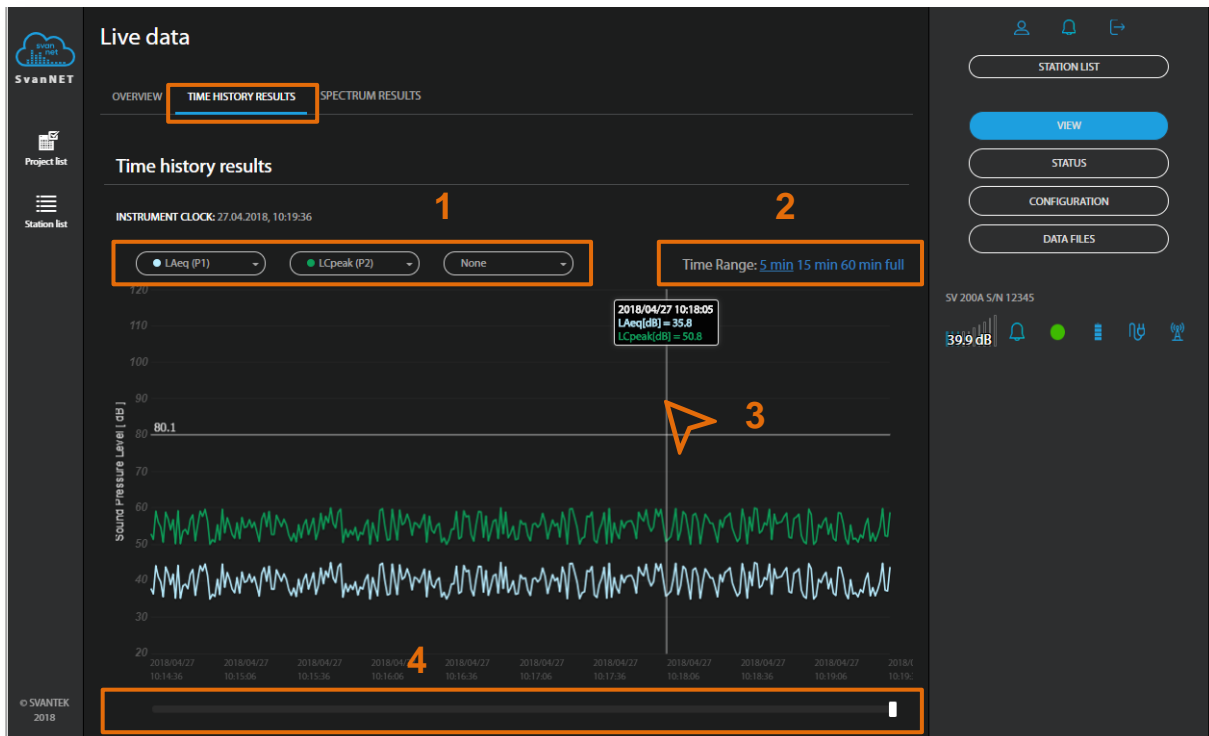 svan
net
SvanNET
Project list
Station list
© SVANTEK
2018
Live data
OVERVIEW TIME HISTORY RESULTS SPECTRUM RESULTS
Time history results
INSTRUMENT CLOCK: 27.04.2018, 10:19:36
1
2
LAeq (P1) LCpeak (P2) None
Time Range: 5 min 15 min 60 min full
2018/04/27 10:18:05
LAeq[dB] = 35.8
LCpeak[dB] = 50.8
3
Sound Pressure Level [ dB ]
120
110
100
90
80
80.1
70
60
50
40
30
20
4
2018/04/27 2018/04/27 2018/04/27 2018/04/27 2018/04/27 2018/04/27 2018/04/27 2018/04/27 2018/04/27 2018/04/27 2018/0
10:14:36 10:15:06 10:15:36 10:16:06 10:16:36 10:17:06 10:17:36 10:18:06 10:18:36 10:19:06 10:19:
STATION LIST
VIEW
STATUS
CONFIGURATION
DATA FILES
SV 200A S/N 12345
39.9 dB